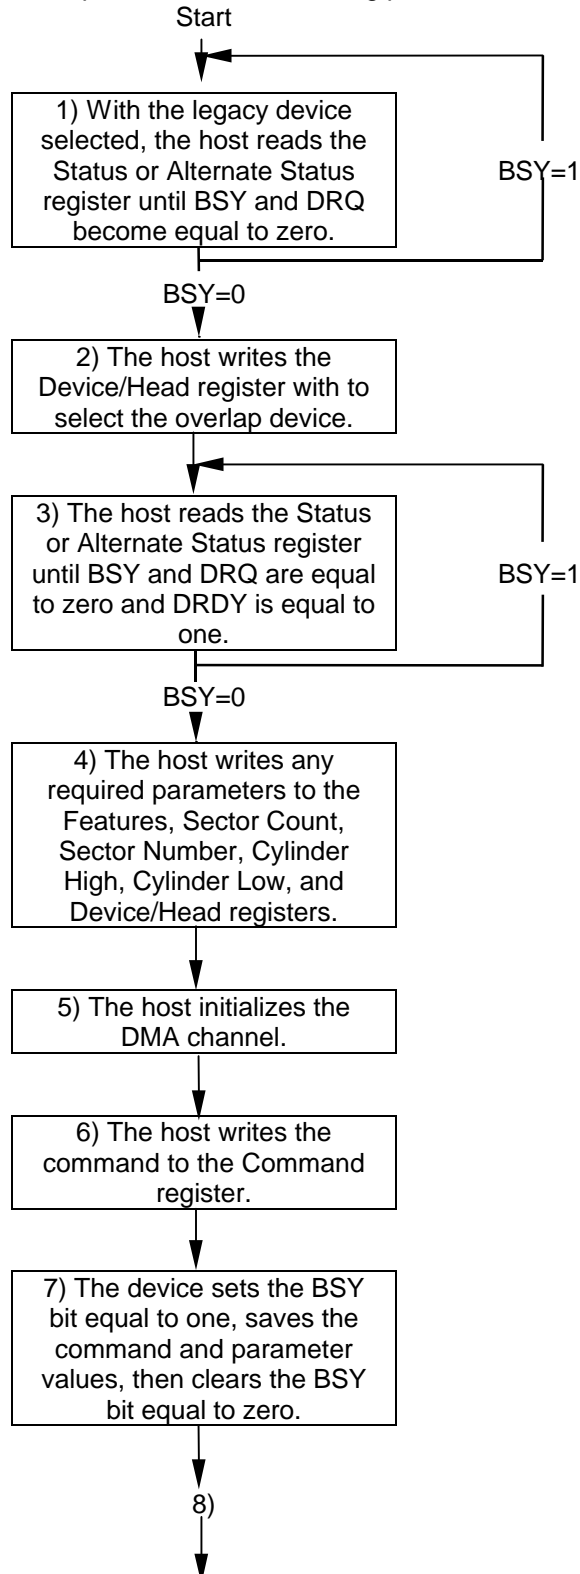 Start
1) With the legacy device
selected, the host reads the
Status or Alternate Status
register until BSY and DRQ
become equal to zero.
BSY=1
BSY=0
2) The host writes the
Device/Head register with to
select the overlap device.
3) The host reads the Status
or Alternate Status register
until BSY and DRQ are equal
to zero and DRDY is equal to
one.
BSY=1
BSY=0
4) The host writes any
required parameters to the
Features, Sector Count,
Sector Number, Cylinder
High, Cylinder Low, and
Device/Head registers.
5) The host initializes the
DMA channel.
6) The host writes the
command to the Command
register.
7) The device sets the BSY
bit equal to one, saves the
command and parameter
values, then clears the BSY
bit equal to zero.
8)